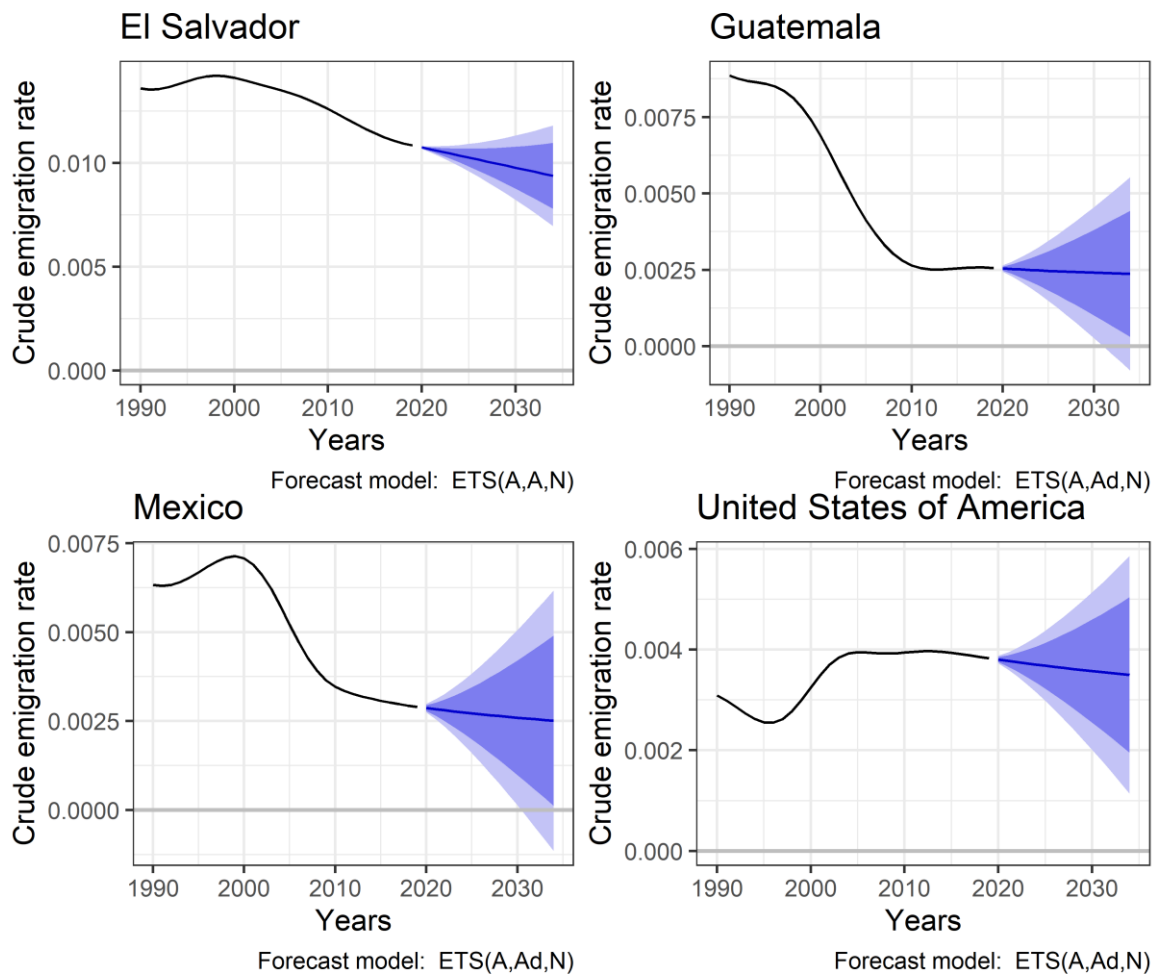 El Salvador
Crude emigration rate
0.010
0.005
0.000
1990 2000 2010 2020 2030
Years
Forecast model: ETS(A,A,N)
Guatemala
Crude emigration rate
0.0075
0.0050
0.0025
0.0000
1990 2000 2010 2020 2030
Years
Forecast model: ETS(A,Ad,N)
Mexico
Crude emigration rate
0.0075
0.0050
0.0025
0.0000
1990 2000 2010 2020 2030
Years
Forecast model: ETS(A,Ad,N)
United States of America
Crude emigration rate
0.006
0.004
0.002
0.000
1990 2000 2010 2020 2030
Years
Forecast model: ETS(A,Ad,N)